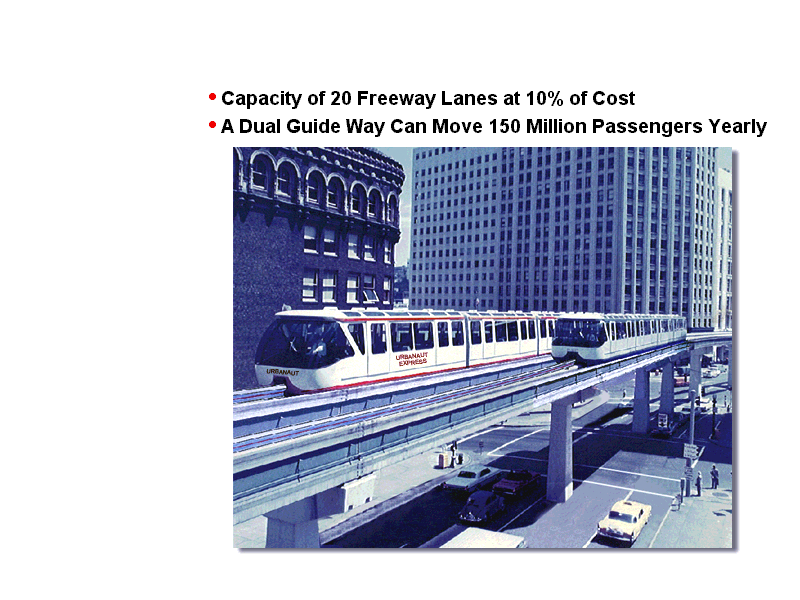 • Capacity of 20 Freeway Lanes at 10% of Cost
• A Dual Guide Way Can Move 150 Million Passengers Yearly
URBANAUT
EXPRESS
URBANAUT